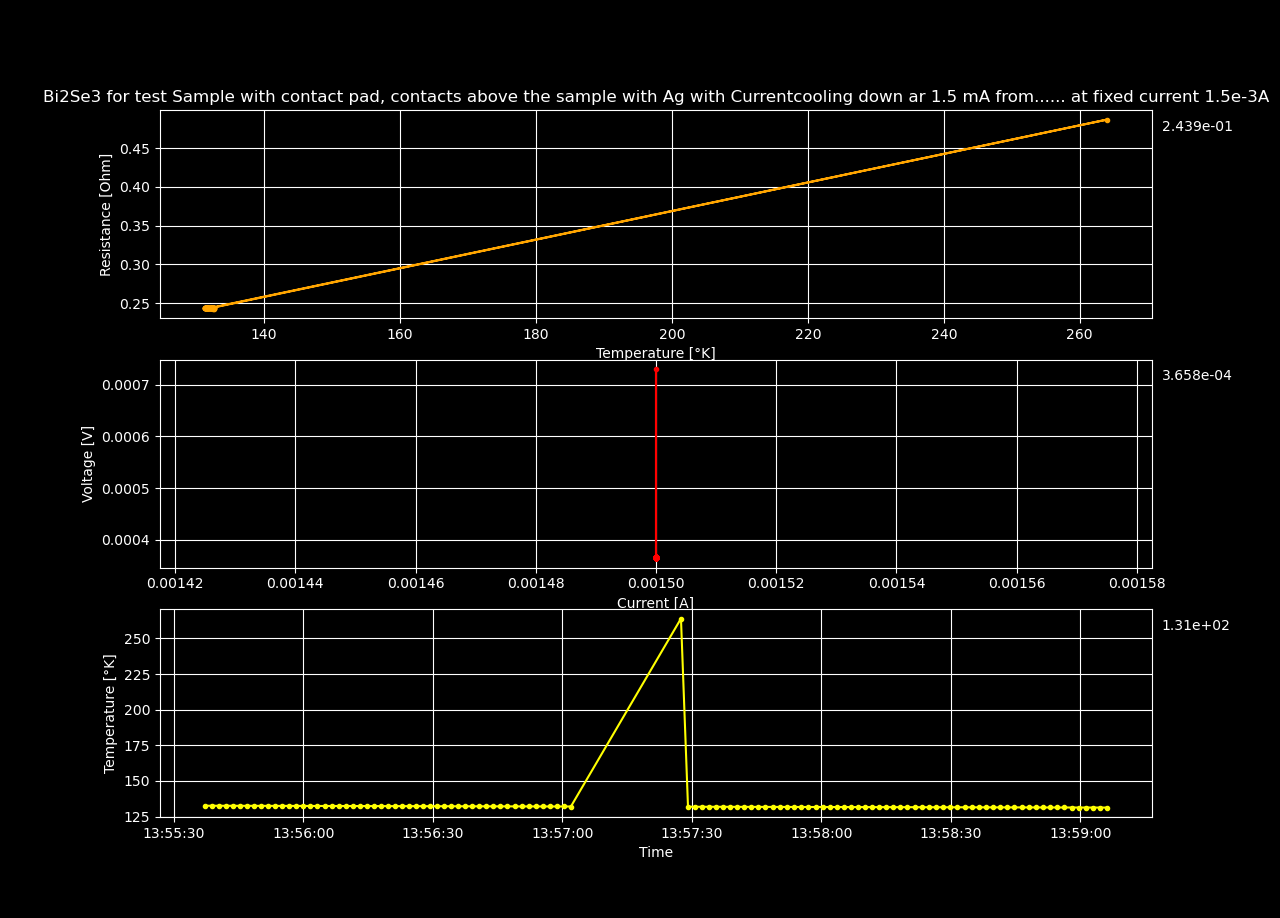 Bi2Se3 for test Sample with contact pad, contacts above the sample with Ag with Currentcooling down ar 1.5 mA from...... at fixed current 1.5e-3A
2.439e-01
Resistance [Ohm]
0.45
0.40
0.35
0.30
0.25
140 160 180 200 220 240 260
Temperature [°K]
3.658e-04
Voltage [V]
0.0007
0.0006
0.0005
0.0004
0.00142 0.00144 0.00146 0.00148 0.00150 0.00152 0.00154 0.00156 0.00158
Current [A]
1.31e+02
Temperature [°K]
250
225
200
175
150
125
13:55:30 13:56:00 13:56:30 13:57:00 13:57:30 13:58:00 13:58:30 13:59:00
Time